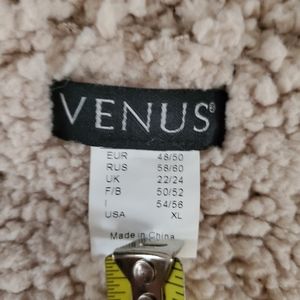 VENUS®
EUR 48/50
RUS 58/60
UK 22/24
F/B 50/52
I 54/56
USA XL
Made in China